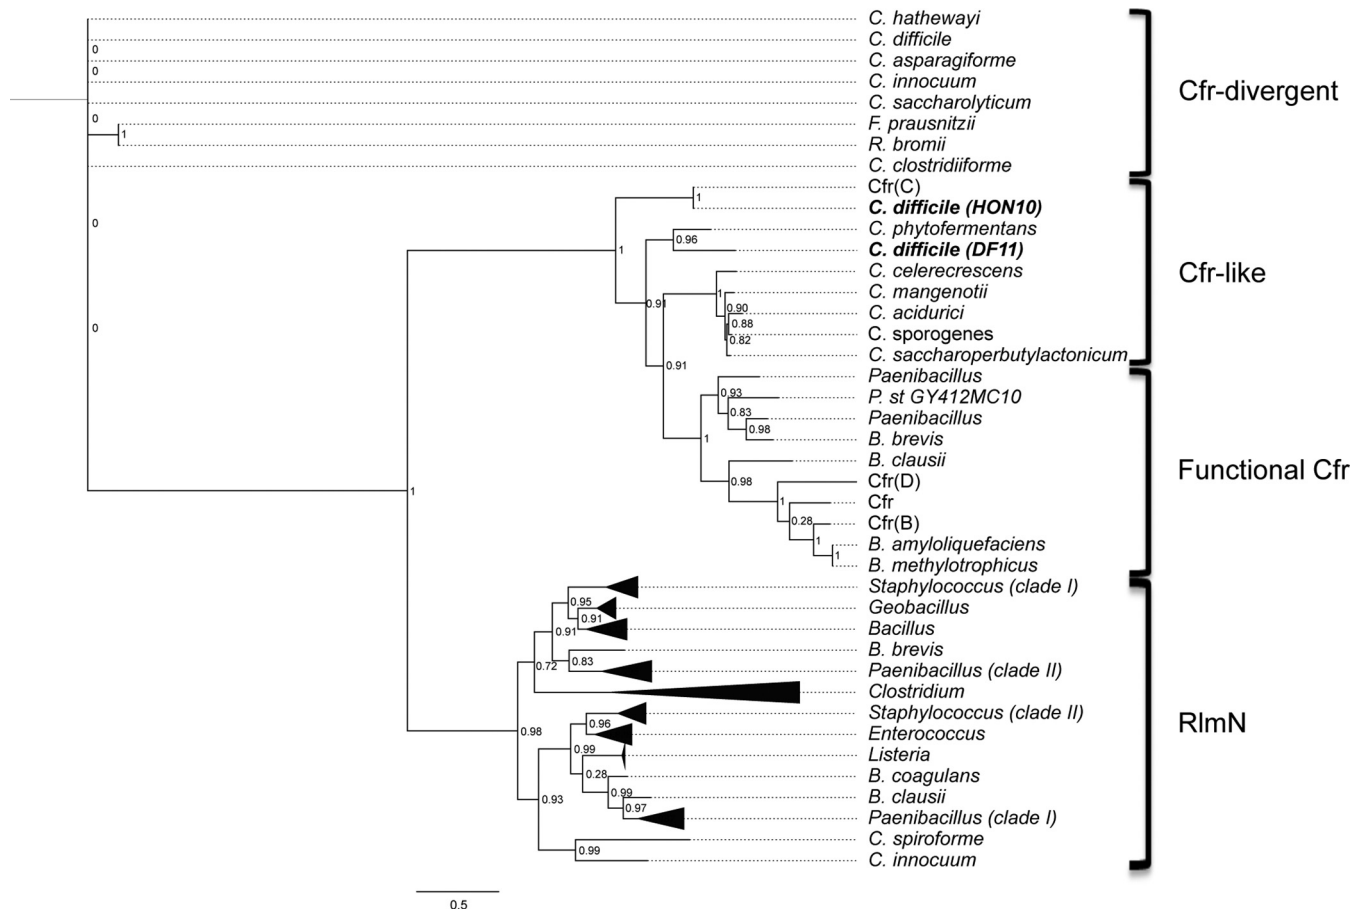 C. hathewayi
0
C. difficile
0
C. asparagiforme
C. innocuum
Cfr-divergent
C. saccharolyticum
0
F. prausnitzii
1
R. bromii
C. clostridiiforme
Cfr(C)
1
C. difficile (HON10)
0
C. phytofermentans
0.96
1
C. difficile (DF11)
C. celerecrescens
Cfr-like
1
C. mangenotii
0.91
0.90
C. acidurici
0.88
0
C. sporogenes
0.82
C. saccharoperbutylactonicum
0.91
Paenibacillus
0.93
P. st GY412MC10
0.83
Paenibacillus
0.98
1
B. brevis
B. clausii
Functional Cfr
0.98
Cfr(D)
1
1
Cfr
0.28
Cfr(B)
1
B. amyloliquefaciens
1
B. methylotrophicus
Staphylococcus (clade I)
0.95
Geobacillus
0.91
0.91
Bacillus
B. brevis
0.83
0.72
Paenibacillus (clade II)
Clostridium
Staphylococcus (clade II)
0.96
RlmN
0.98
Enterococcus
0.99
Listeria
0.28
B. coagulans
0.99
B. clausii
0.93
0.97
Paenibacillus (clade I)
C. spiroforme
0.99
C. innocuum
0.5